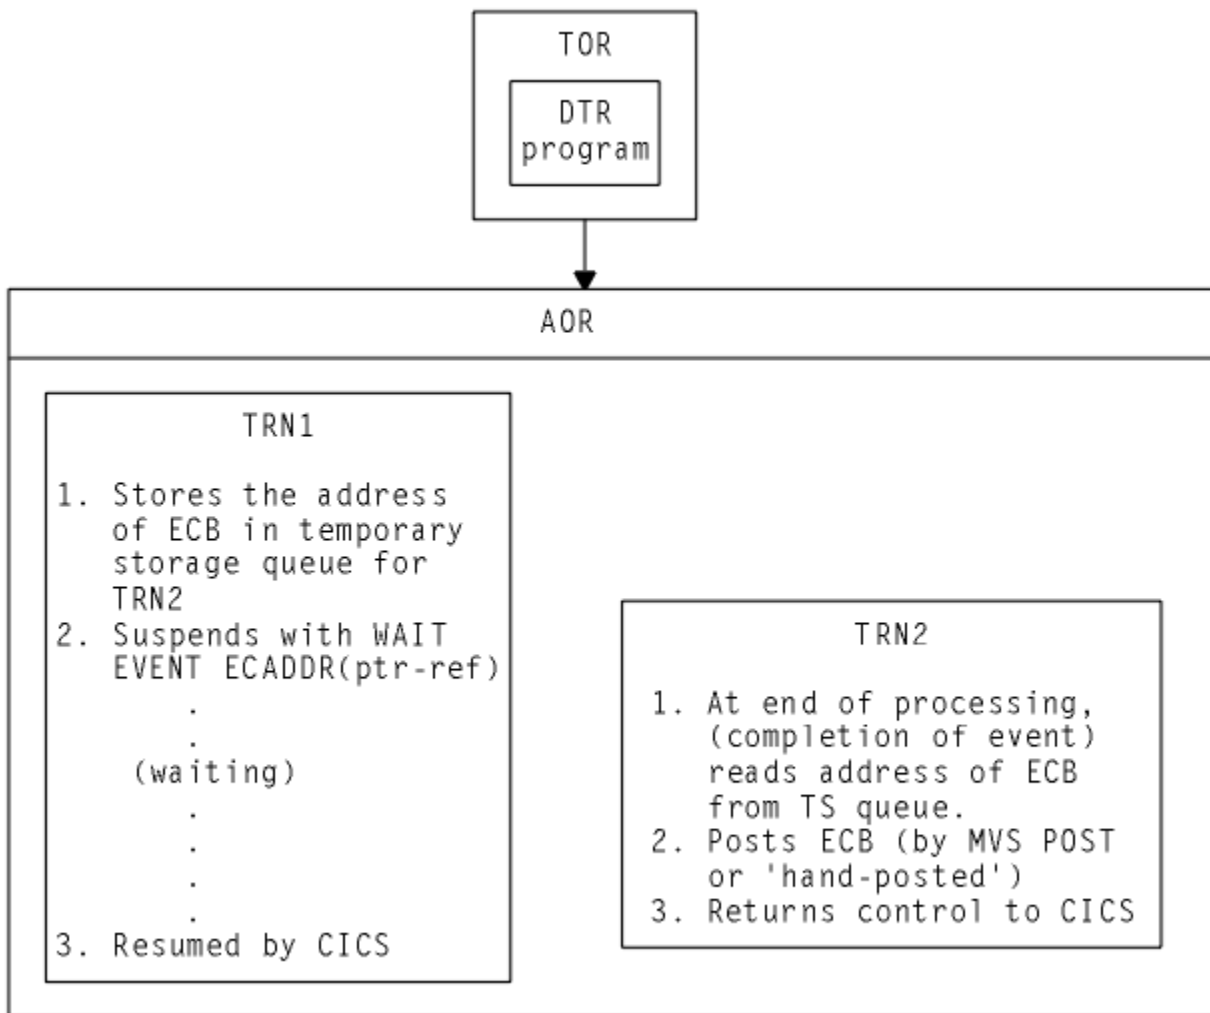 TOR
DTR
program
AOR
TRN1
1. Stores the address
of ECB in temporary
storage queue for
TRN2
2. Suspends with WAIT
EVENT ECADDR(ptr-ref)
.
.
(waiting)
.
.
.
.
3. Resumed by CICS
TRN2
1. At end of processing,
(completion of event)
reads address of ECB
from TS queue.
2. Posts ECB (by MVS POST
or 'hand-posted')
3. Returns control to CICS